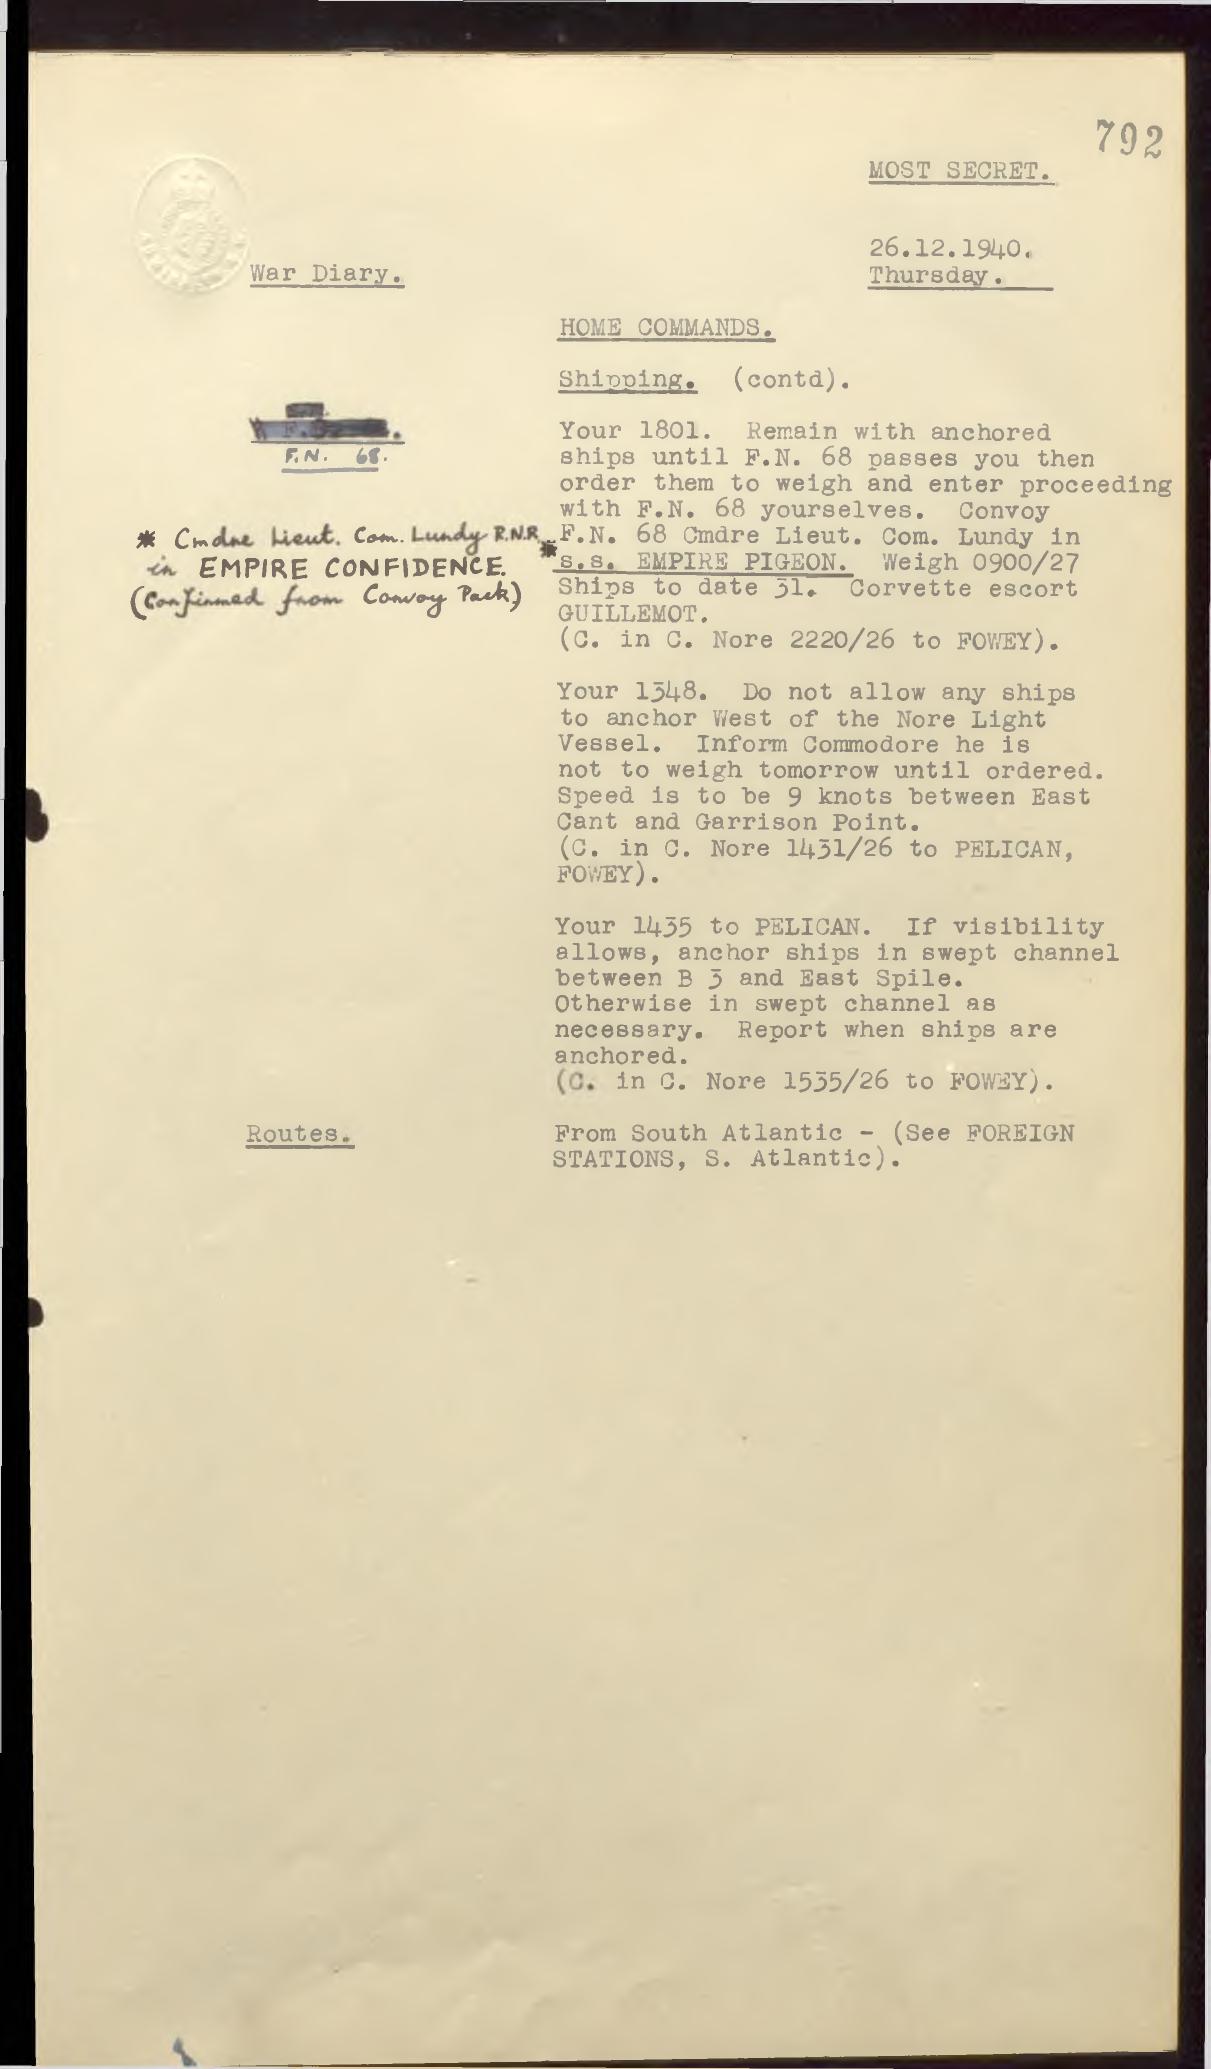 792
MOST SECRET.
26.12.1940.
Thursday.
War Diary.
HOME COMMANDS.
Shipping. (contd).
F.N. 68.
Your 1801. Remain with anchored
ships until F.N. 68 passes you then
order them to weigh and enter proceeding
with F.N. 68 yourselves. Convoy
F.N. 68 Cmdre Lieut. Com. Lundy in
* s.s. EMPIRE PIGEON. Weigh 0900/27
Ships to date 31. Corvette escort
GUILLEMOT.
(C. in C. Nore 2220/26 to FOWEY).
* Cmdre Lieut. Com. Lundy R.N.R.
in EMPIRE CONFIDENCE.
(Confirmed from Convoy Pack)
Your 1348. Do not allow any ships
to anchor West of the Nore Light
Vessel. Inform Commodore he is
not to weigh tomorrow until ordered.
Speed is to be 9 knots between East
Cant and Garrison Point.
(C. in C. Nore 1431/26 to PELICAN,
FOWEY).
Your 1435 to PELICAN. If visibility
allows, anchor ships in swept channel
between B 3 and East Spile.
Otherwise in swept channel as
necessary. Report when ships are
anchored.
(C. in C. Nore 1535/26 to FOWEY).
Routes.
From South Atlantic - (See FOREIGN
STATIONS, S. Atlantic).